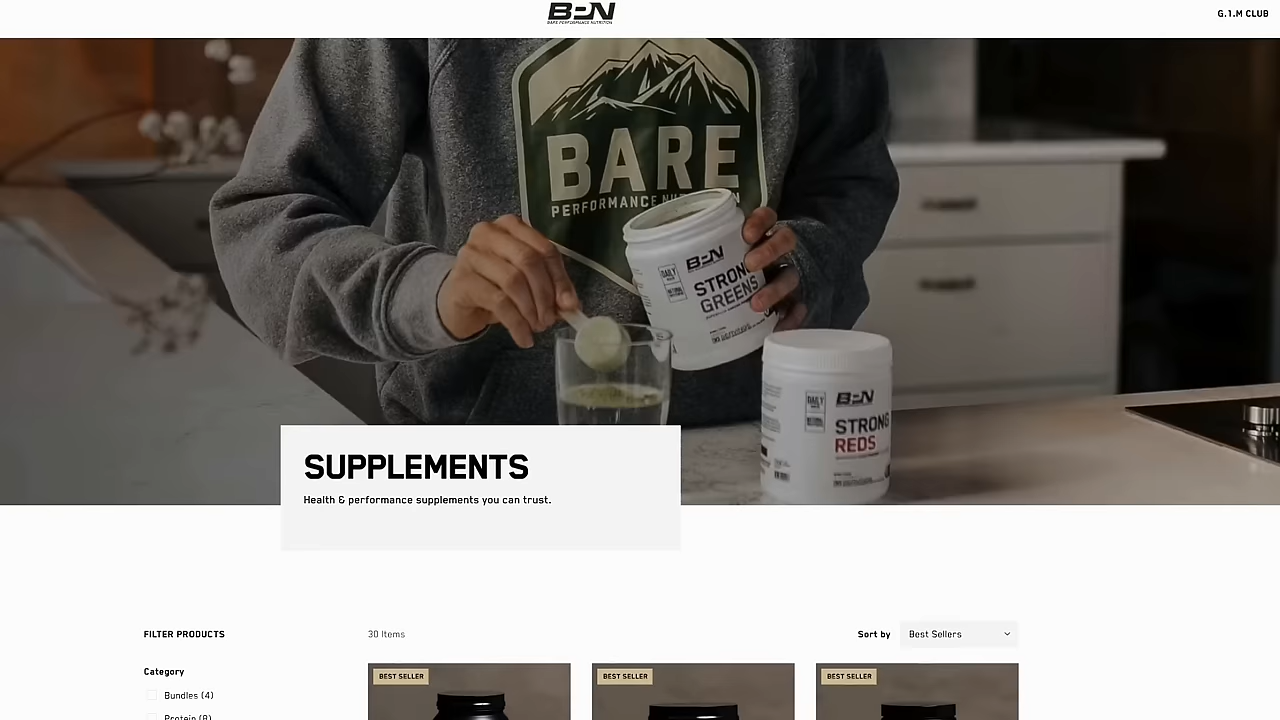 BPN
BARE PERFORMANCE NUTRITION
G.1.M CLUB
BARE
PERFORMANCE
BPN
DAILY
STRONG
GREENS
BPN
DAILY
STRONG
REDS
SUPPLEMENTS
Health & performance supplements you can trust.
FILTER PRODUCTS
30 Items
Sort by
Best Sellers
Category
Bundles (4)
Protein (8)
BEST SELLER
BEST SELLER
BEST SELLER